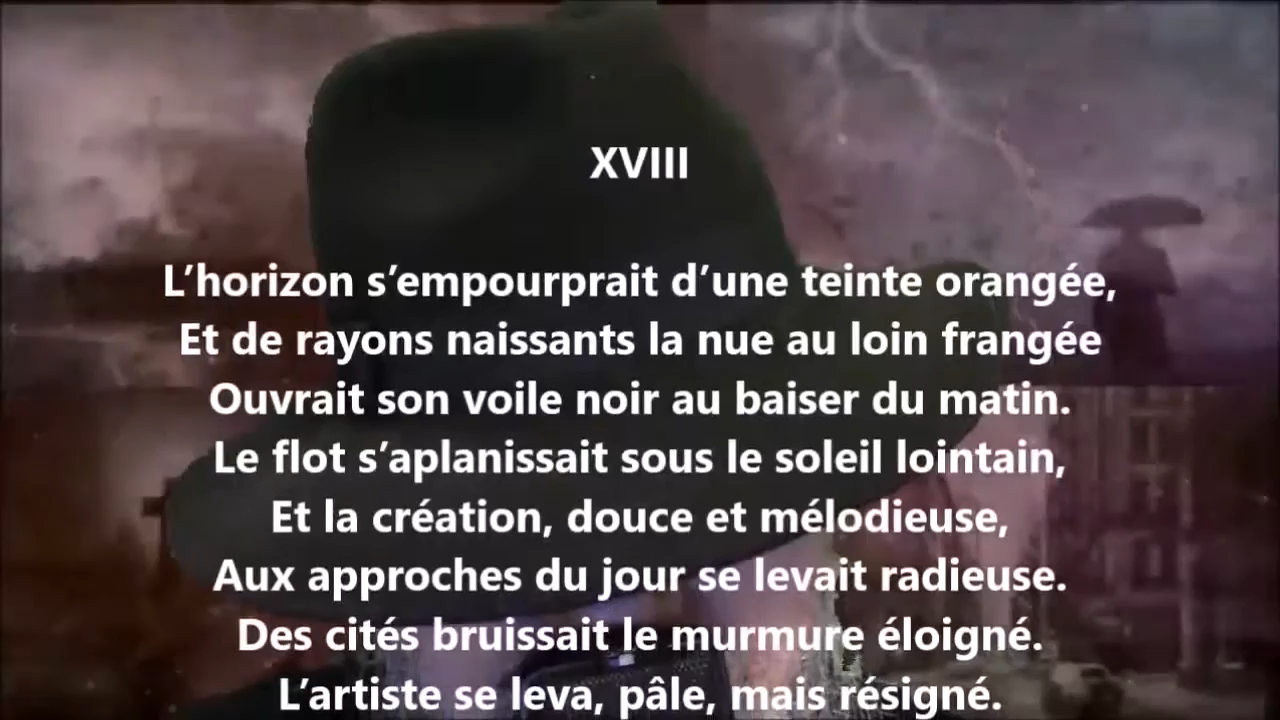 XVIII
L’horizon s’empourprait d’une teinte orangée,
Et de rayons naissants la nue au loin frangée
Ouvrait son voile noir au baiser du matin.
Le flot s’aplanissait sous le soleil lointain,
Et la création, douce et mélodieuse,
Aux approches du jour se levait radieuse.
Des cités bruissait le murmure éloigné.
L’artiste se leva, pâle, mais résigné.